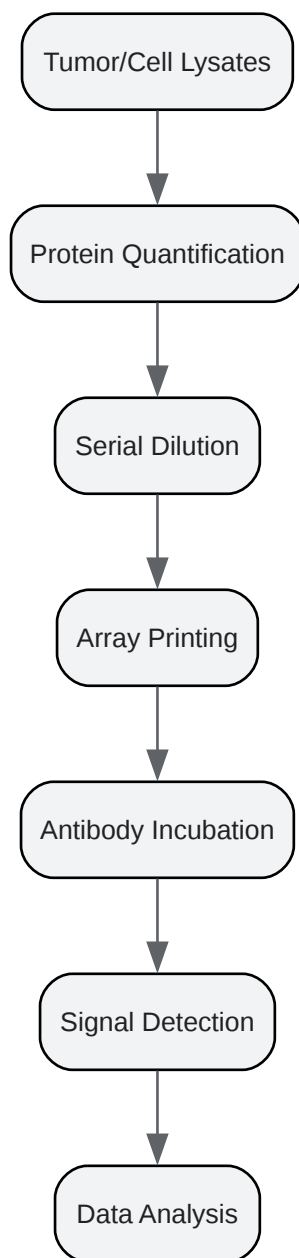 Tumor/Cell Lysates
Protein Quantification
Serial Dilution
Array Printing
Antibody Incubation
Signal Detection
Data Analysis